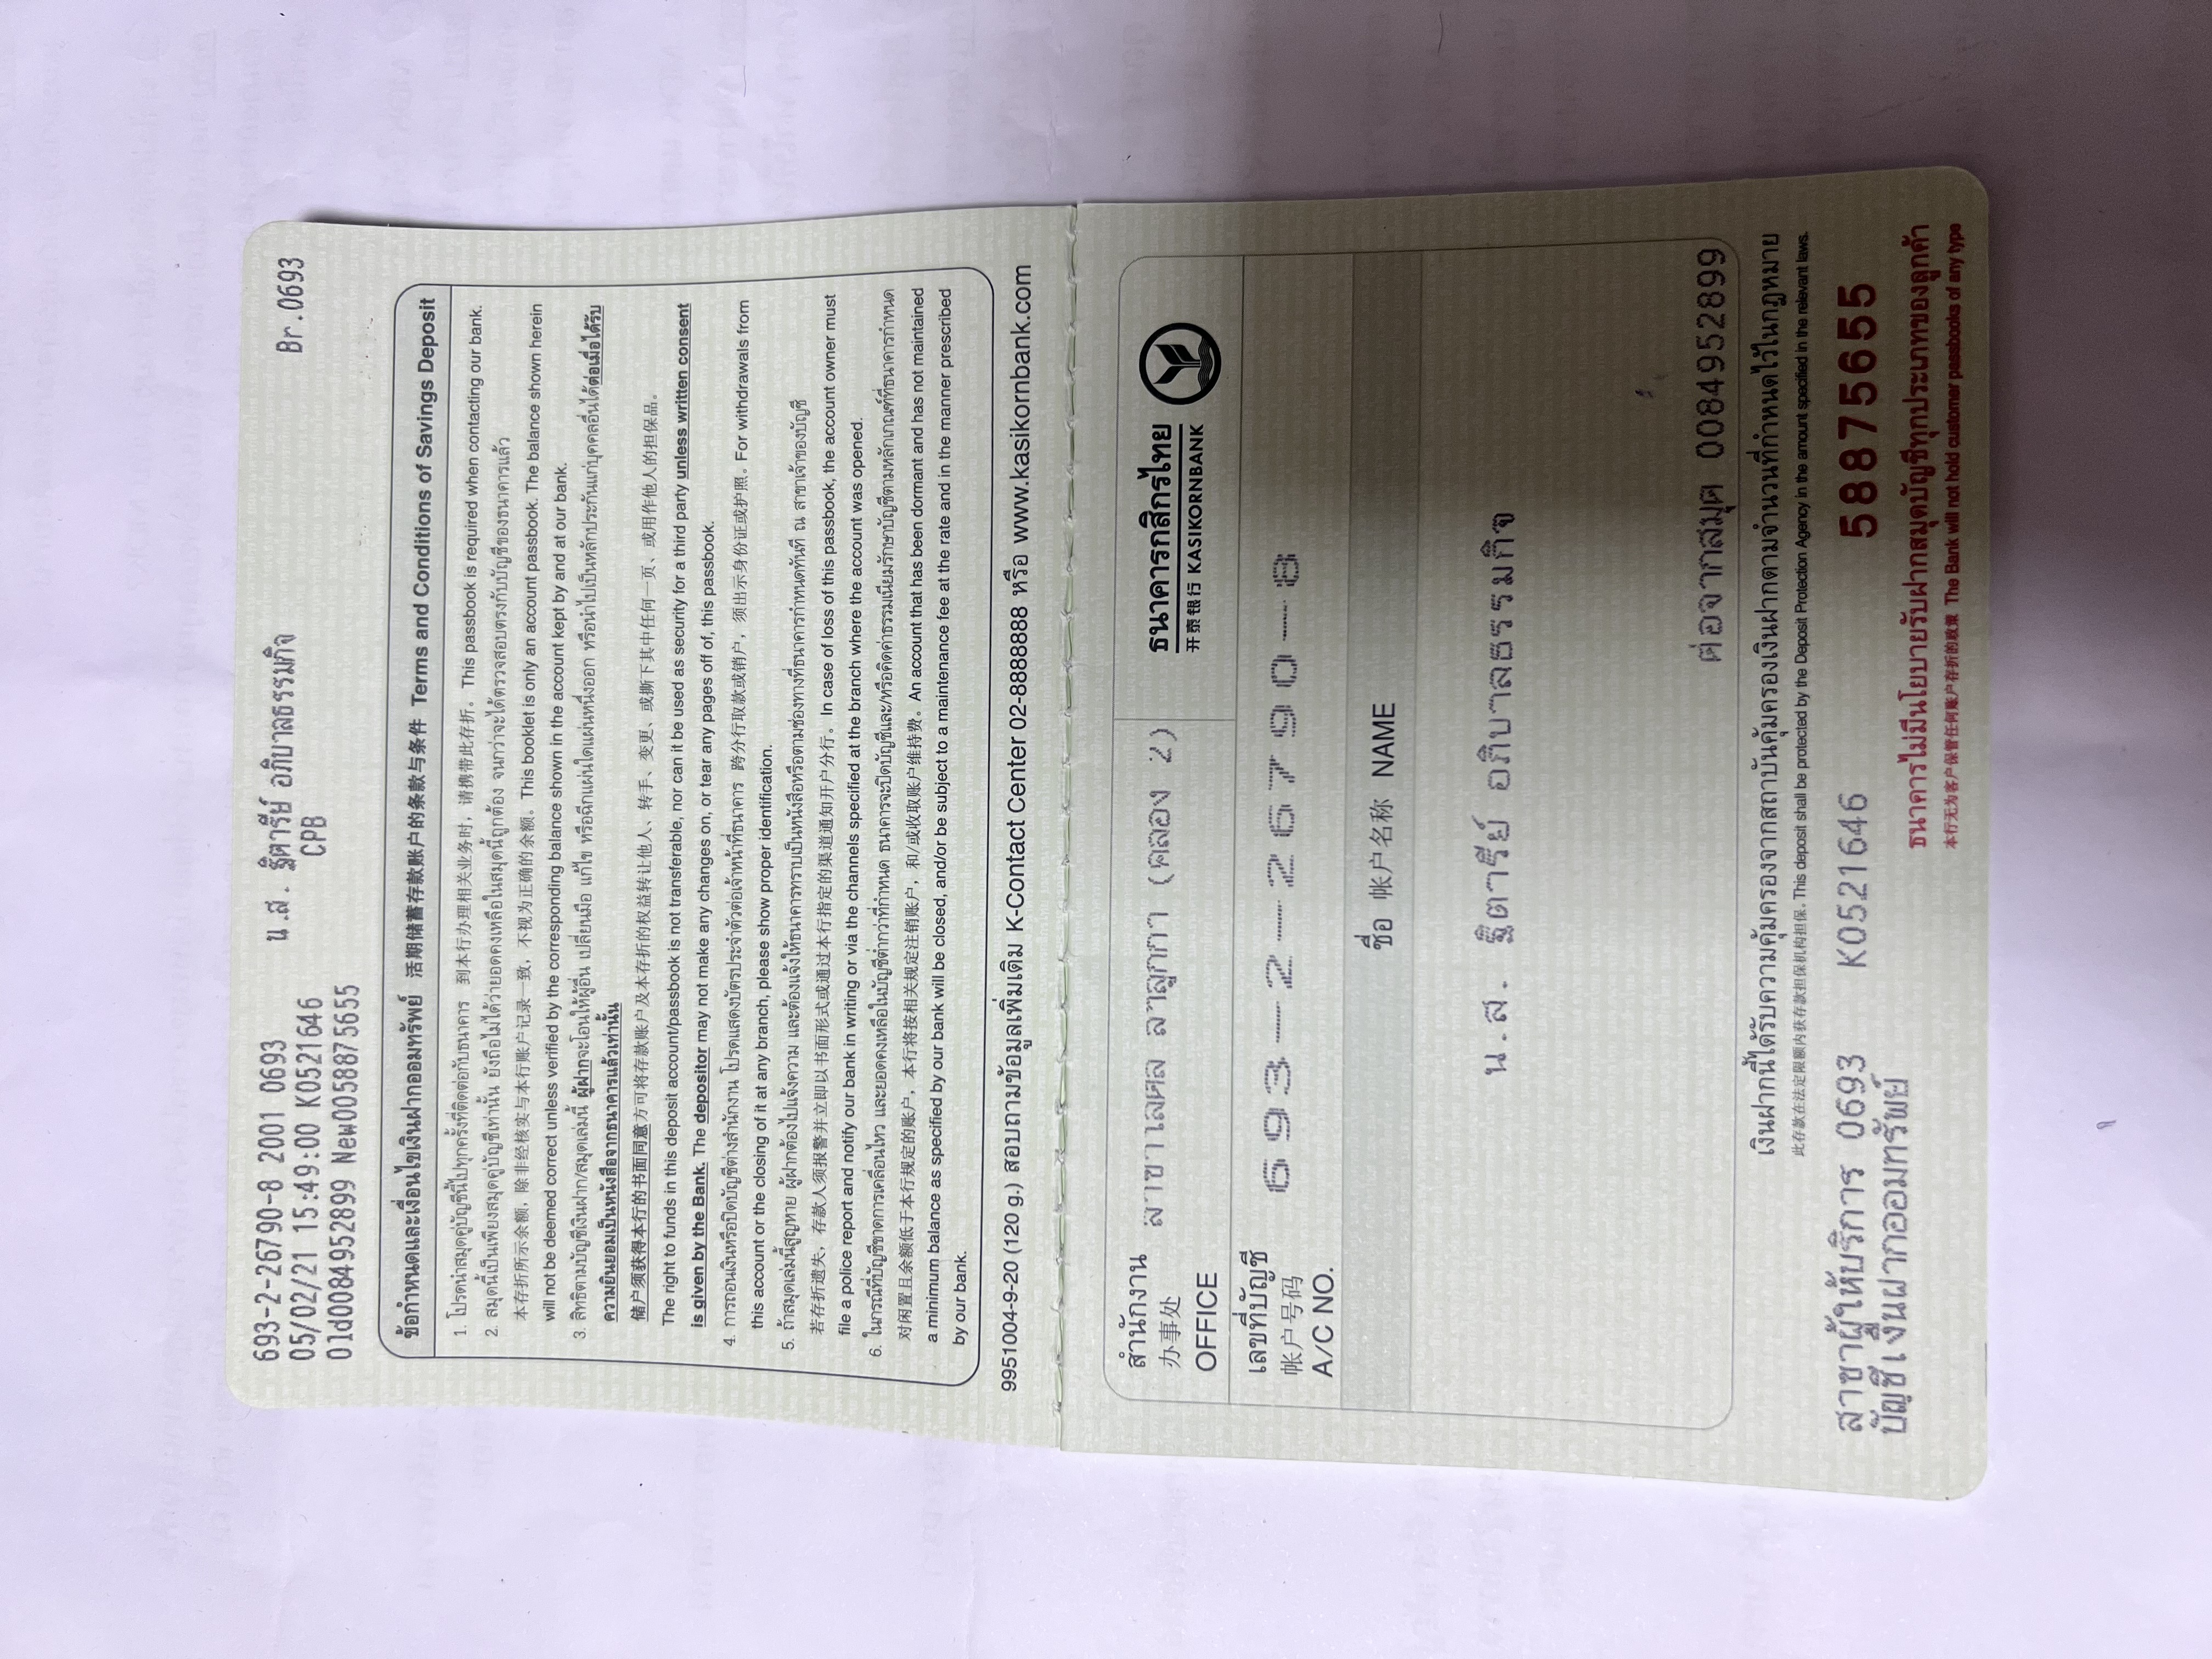 693-2-26790-8 2001 0693 น.ส. ฐิตารีย์ อภิบาลธรรมกิจ Br.0693
05/02/21 15:49:00 K0521646 CPB
Old0084952899 New0058875655
ข้อกำหนดและเงื่อนไขเงินฝากออมทรัพย์ 活期储蓄存款账户的条款与条件 Terms and Conditions of Savings Deposit
1. โปรดนำสมุดคู่บัญชีนี้ไปทุกครั้งที่ติดต่อกับธนาคาร 到本行办理相关业务时，请携带此存折。This passbook is required when contacting our bank.
2. สมุดนี้เป็นเพียงสมุดคู่บัญชีเท่านั้น ยังถือไม่ได้ว่ายอดคงเหลือในสมุดนี้ถูกต้อง จนกว่าจะได้ตรวจสอบตรงกับบัญชีของธนาคารแล้ว
本存折所示余额，除非经核实与本行账户记录一致，不视为正确的余额。This booklet is only an account passbook. The balance shown herein
will not be deemed correct unless verified by the corresponding balance shown in the account kept by and at our bank.
3. สิทธิตามบัญชีเงินฝาก/สมุดเล่มนี้ ผู้ฝากจะโอนให้ผู้อื่น เปลี่ยนมือ แก้ไข หรือฉีกแผ่นใดแผ่นหนึ่งออก หรือนำไปเป็นหลักประกันแก่บุคคลอื่นได้ต่อเมื่อได้รับ
ความยินยอมเป็นหนังสือจากธนาคารแล้วเท่านั้น
储户须获得本行的书面同意方可将存款账户及本存折的权益转让他人、转手、变更、或撕下其中任何一页、或用作他人的担保品。
The right to funds in this deposit account/passbook is not transferable, nor can it be used as security for a third party unless written consent
is given by the Bank. The depositor may not make any changes on, or tear any pages off of, this passbook.
4. การถอนเงินหรือปิดบัญชีต่างสำนักงาน โปรดแสดงบัตรประจำตัวต่อเจ้าหน้าที่ธนาคาร 跨分行取款或销户，须出示身份证或护照。For withdrawals from
this account or the closing of it at any branch, please show proper identification.
5. ถ้าสมุดเล่มนี้สูญหาย ผู้ฝากต้องไปแจ้งความ และต้องแจ้งให้ธนาคารทราบเป็นหนังสือหรือตามช่องทางที่ธนาคารกำหนดทันที ณ สาขาเจ้าของบัญชี
若存折遗失，存款人须报警并立即以书面形式或通过本行指定的渠道通知开户分行。In case of loss of this passbook, the account owner must
file a police report and notify our bank in writing or via the channels specified at the branch where the account was opened.
6. ในกรณีที่บัญชีขาดการเคลื่อนไหว และยอดคงเหลือในบัญชีต่ำกว่าที่กำหนด ธนาคารจะปิดบัญชีและ/หรือคิดค่าธรรมเนียมรักษาบัญชีตามหลักเกณฑ์ที่ธนาคารกำหนด
对闲置且余额低于本行规定的账户，本行将按相关规定注销账户，和/或收取账户维持费。An account that has been dormant and has not maintained
a minimum balance as specified by our bank will be closed, and/or be subject to a maintenance fee at the rate and in the manner prescribed
by our bank.
9951004-9-20 (120 g.) สอบถามข้อมูลเพิ่มเติม K-Contact Center 02-8888888 หรือ www.kasikornbank.com
สำนักงาน สาขาโลตัส ลำลูกกา (คลอง 2) ธนาคารกสิกรไทย
办事处 开泰银行 KASIKORNBANK
OFFICE
เลขที่บัญชี
帐户号码 693-2-26790-8
A/C NO.
ชื่อ 帐户名称 NAME
น.ส. ฐิตารีย์ อภิบาลธรรมกิจ
ต่อจากสมุด 0084952899
เงินฝากนี้ได้รับความคุ้มครองจากสถาบันคุ้มครองเงินฝากตามจำนวนที่กำหนดไว้ในกฎหมาย
此存款在法定限额内获存款担保机构担保。This deposit shall be protected by the Deposit Protection Agency in the amount specified in the relevant laws.
สาขาผู้ให้บริการ 0693 K0521646 58875655
บัญชีเงินฝากออมทรัพย์
ธนาคารไม่มีนโยบายรับฝากสมุดบัญชีทุกประเภทของลูกค้า
本行无为客户保管任何账户存折的政策 The Bank will not hold customer passbooks of any type